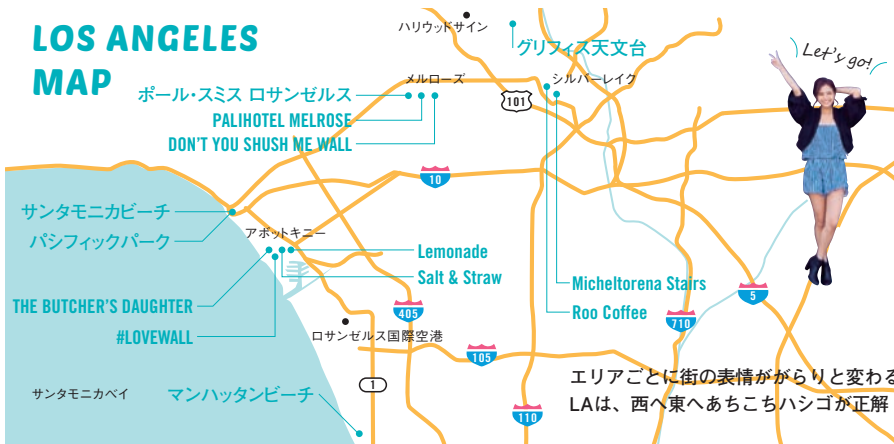 LOS ANGELES
MAP
ハリウッドサイン
グリフィス天文台
Let's go!
メルローズ
シルバーレイク
ポール・スミス ロサンゼルス
PALIHOTEL MELROSE
DON'T YOU SHUSH ME WALL
101
10
サンタモニカビーチ
パシフィックパーク
アボットキニー
Lemonade
Salt & Straw
THE BUTCHER'S DAUGHTER
#LOVEWALL
Micheltorena Stairs
Roo Coffee
405
710
5
ロサンゼルス国際空港
105
1
110
サンタモニカベイ
マンハッタンビーチ
エリアごとに街の表情ががらりと変わる
LAは、西へ東へあちこちハシゴが正解